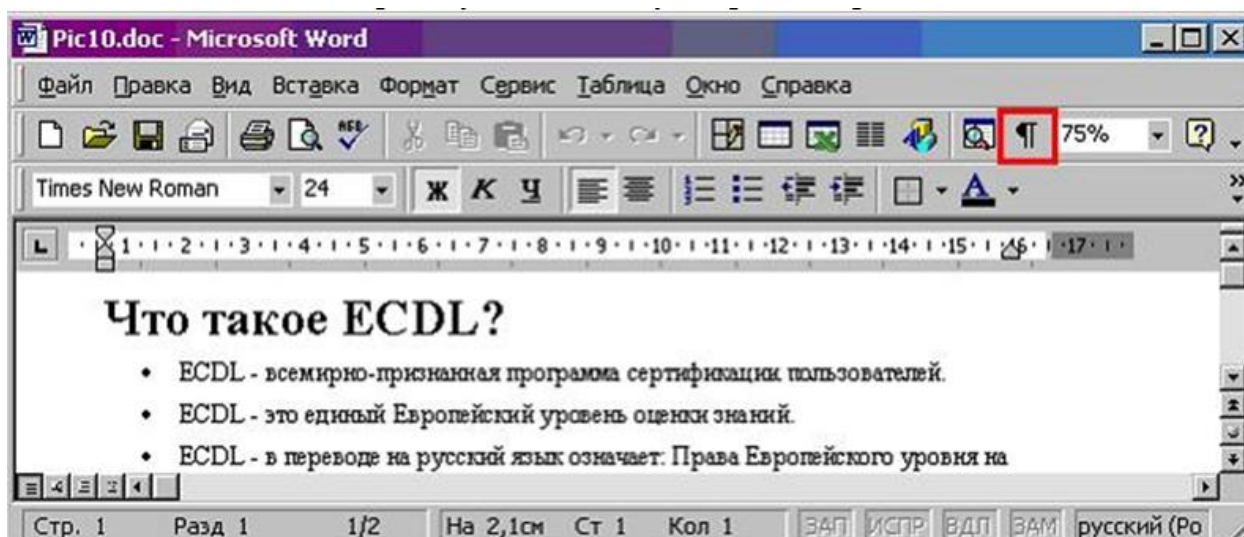 Pic10.doc - Microsoft Word
Файл Правка Вид Вставка Формат Сервис Таблица Окно Справка
¶ 75%
Times New Roman 24 Ж К Ч
1 2 3 4 5 6 7 8 9 10 11 12 13 14 15 16 17
Что такое ECDL?
• ECDL - всемирно-признанная программа сертификации пользователей.
• ECDL - это единый Европейский уровень оценки знаний.
• ECDL - в переводе на русский язык означает: Права Европейского уровня на
Стр. 1 Разд 1 1/2 На 2,1см Ст 1 Кол 1 ЗАП ИСПР ВДЛ ЗАМ русский (Ро